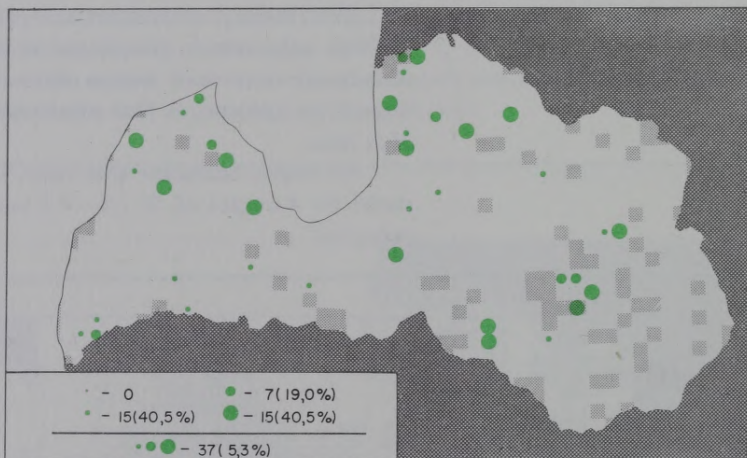 - 0 - 7(19,0%)
- 15(40,5%) - 15(40,5%)
- 37(5,3%)